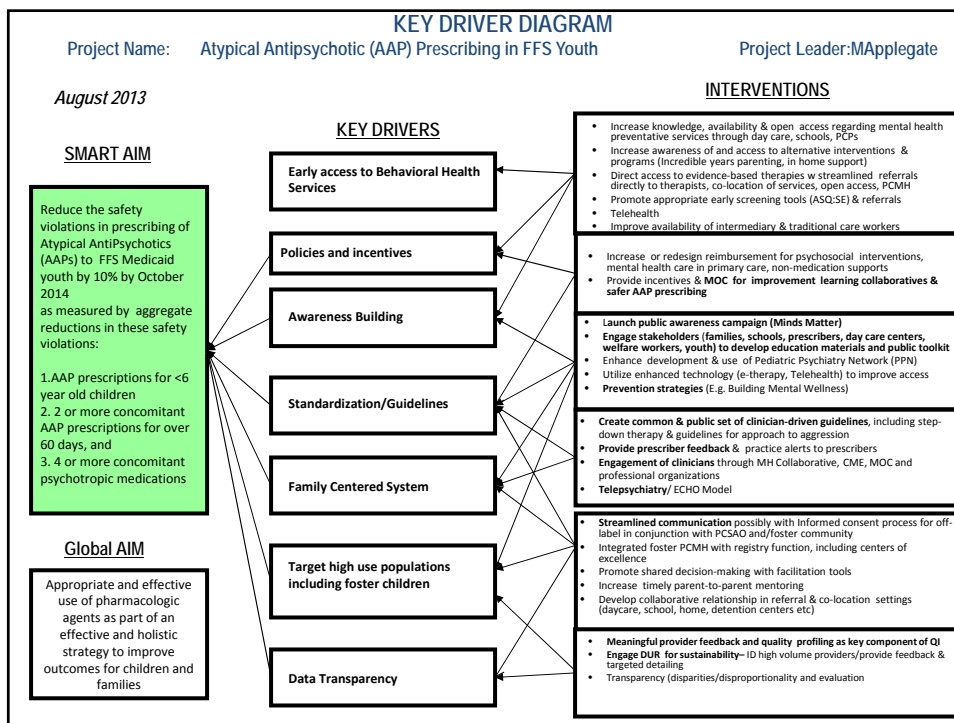 KEY DRIVER DIAGRAM
Project Name: Atypical Antipsychotic (AAP) Prescribing in FFS Youth Project Leader:MApplegate
August 2013
SMART AIM
Reduce the safety
violations in prescribing of
Atypical AntiPsychotics
(AAPs) to FFS Medicaid
youth by 10% by October
2014
as measured by aggregate
reductions in these safety
violations:
1.AAP prescriptions for <6
year old children
2. 2 or more concomitant
AAP prescriptions for over
60 days, and
3. 4 or more concomitant
psychotropic medications
Global AIM
Appropriate and effective
use of pharmacologic
agents as part of an
effective and holistic
strategy to improve
outcomes for children and
families
KEY DRIVERS
Early access to Behavioral Health
Services
Policies and incentives
Awareness Building
Standardization/Guidelines
Family Centered System
Target high use populations
including foster children
Data Transparency
INTERVENTIONS
• Increase knowledge, availability & open access regarding mental health
preventative services through day care, schools, PCPs
• Increase awareness of and access to alternative interventions &
programs (Incredible years parenting, in home support)
• Direct access to evidence-based therapies w streamlined referrals
directly to therapists, co-location of services, open access, PCMH
• Promote appropriate early screening tools (ASQ:SE) & referrals
• Telehealth
• Improve availability of intermediary & traditional care workers
• Increase or redesign reimbursement for psychosocial interventions,
mental health care in primary care, non-medication supports
• Provide incentives & MOC for improvement learning collaboratives &
safer AAP prescribing
• Launch public awareness campaign (Minds Matter)
• Engage stakeholders (families, schools, prescribers, day care centers,
welfare workers, youth) to develop education materials and public toolkit
• Enhance development & use of Pediatric Psychiatry Network (PPN)
• Utilize enhanced technology (e-therapy, Telehealth) to improve access
• Prevention strategies (E.g. Building Mental Wellness)
• Create common & public set of clinician-driven guidelines, including step-
down therapy & guidelines for approach to aggression
• Provide prescriber feedback & practice alerts to prescribers
• Engagement of clinicians through MH Collaborative, CME, MOC and
professional organizations
• Telepsychiatry/ ECHO Model
• Streamlined communication possibly with Informed consent process for off-
label in conjunction with PCSAO and/foster community
• Integrated foster PCMH with registry function, including centers of
excellence
• Promote shared decision-making with facilitation tools
• Increase timely parent-to-parent mentoring
• Develop collaborative relationship in referral & co-location settings
(daycare, school, home, detention centers etc)
• Meaningful provider feedback and quality profiling as key component of QI
• Engage DUR for sustainability– ID high volume providers/provide feedback &
targeted detailing
• Transparency (disparities/disproportionality and evaluation